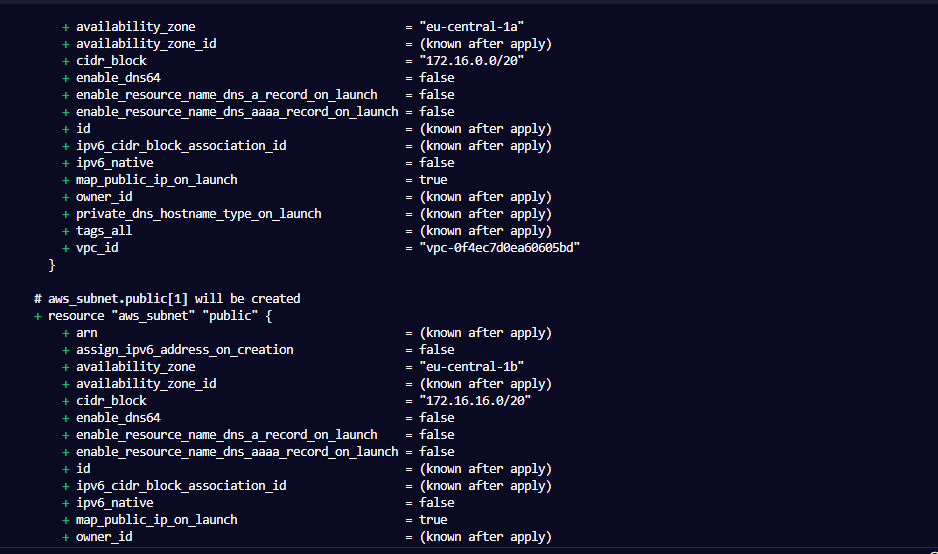 + availability_zone = "eu-central-1a"
+ availability_zone_id = (known after apply)
+ cidr_block = "172.16.0.0/20"
+ enable_dns64 = false
+ enable_resource_name_dns_a_record_on_launch = false
+ enable_resource_name_dns_aaaa_record_on_launch = false
+ id = (known after apply)
+ ipv6_cidr_block_association_id = (known after apply)
+ ipv6_native = false
+ map_public_ip_on_launch = true
+ owner_id = (known after apply)
+ private_dns_hostname_type_on_launch = (known after apply)
+ tags_all = (known after apply)
+ vpc_id = "vpc-0f4ec7d0ea60605bd"
}
# aws_subnet.public[1] will be created
+ resource "aws_subnet" "public" {
+ arn = (known after apply)
+ assign_ipv6_address_on_creation = false
+ availability_zone = "eu-central-1b"
+ availability_zone_id = (known after apply)
+ cidr_block = "172.16.16.0/20"
+ enable_dns64 = false
+ enable_resource_name_dns_a_record_on_launch = false
+ enable_resource_name_dns_aaaa_record_on_launch = false
+ id = (known after apply)
+ ipv6_cidr_block_association_id = (known after apply)
+ ipv6_native = false
+ map_public_ip_on_launch = true
+ owner_id = (known after apply)